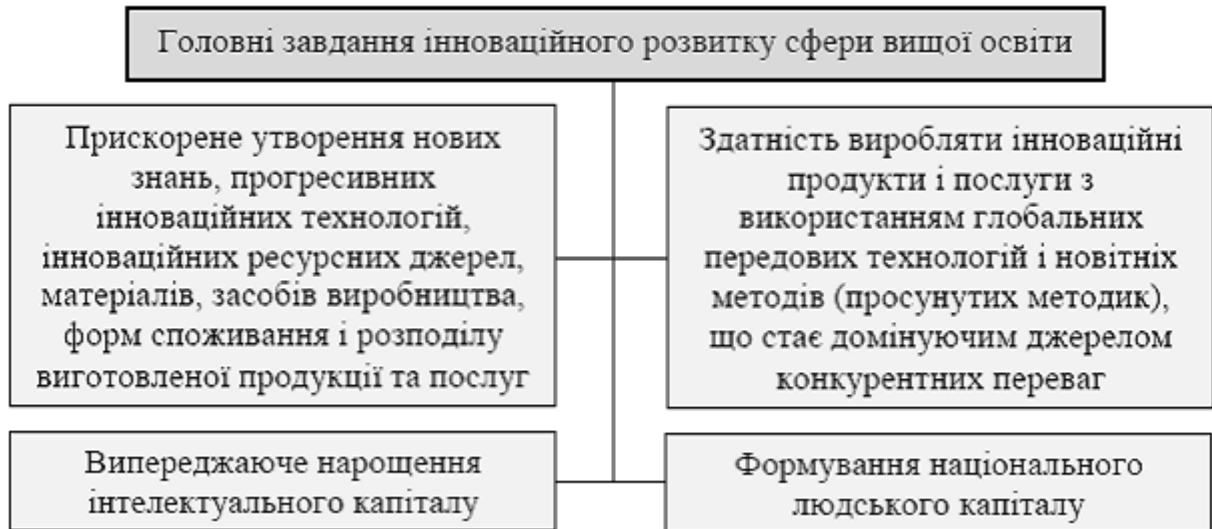 Головні завдання інноваційного розвитку сфери вищої освіти
Прискорене утворення нових
знань, прогресивних
інноваційних технологій,
інноваційних ресурсних джерел,
матеріалів, засобів виробництва,
форм споживання і розподілу
виготовленої продукції та послуг
Здатність виробляти інноваційні
продукти і послуги з
використанням глобальних
передових технологій і новітніх
методів (просунутих методик),
що стає домінуючим джерелом
конкурентних переваг
Випереджаюче нарощення
інтелектуального капіталу
Формування національного
людського капіталу